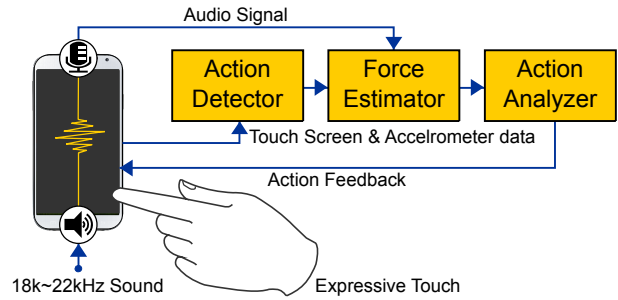 Audio Signal
Action
Detector
Force
Estimator
Action
Analyzer
Touch Screen & Accelrometer data
Action Feedback
18k~22kHz Sound
Expressive Touch